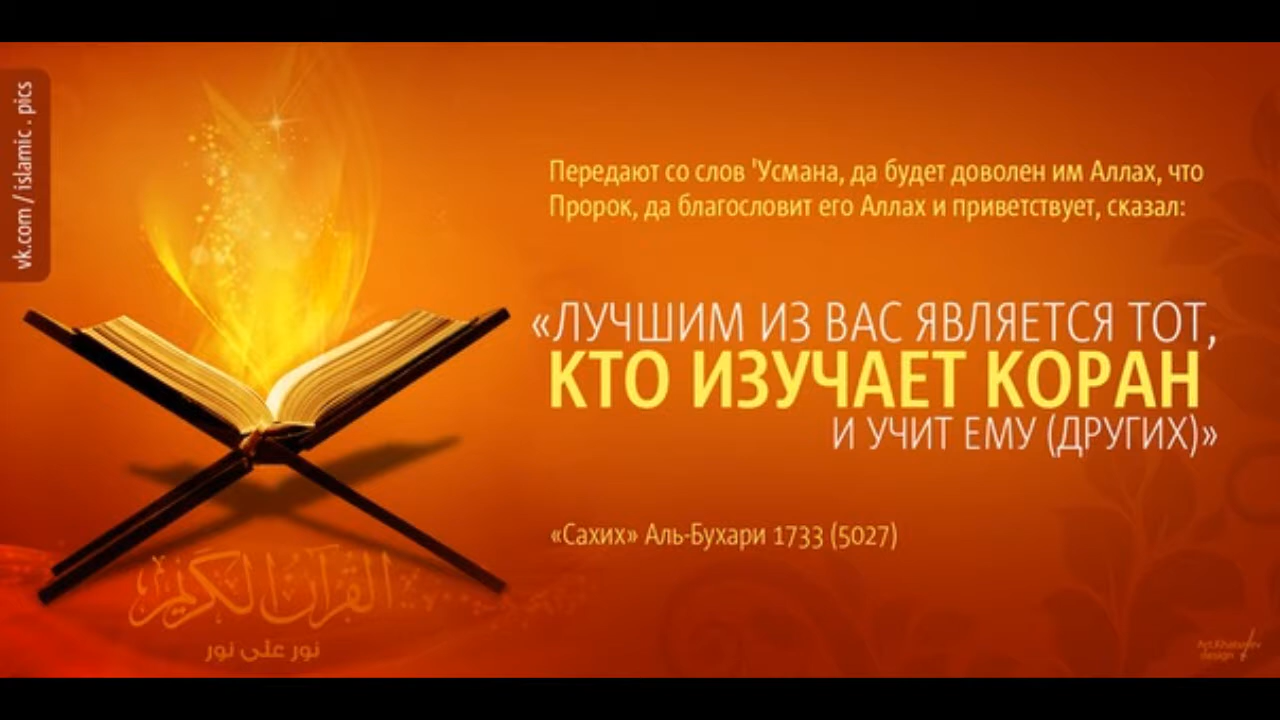 vk.com / islamic . pics
Передают со слов 'Усмана, да будет доволен им Аллах, что
Пророк, да благословит его Аллах и приветствует, сказал:
«ЛУЧШИМ ИЗ ВАС ЯВЛЯЕТСЯ ТОТ,
КТО ИЗУЧАЕТ КОРАН
И УЧИТ ЕМУ (ДРУГИХ)»
«Сахих» Аль-Бухари 1733 (5027)
القرآن الكريم
نور على نور
design